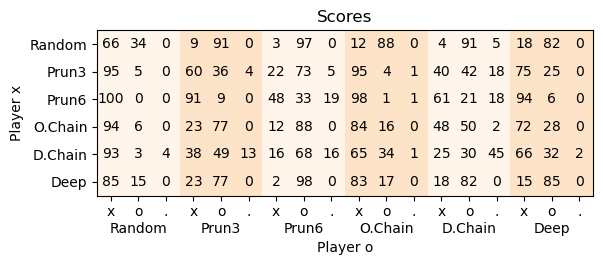 Scores
Random 66 34 0 9 91 0 3 97 0 12 88 0 4 91 5 18 82 0
Prun3 95 5 0 60 36 4 22 73 5 95 4 1 40 42 18 75 25 0
Prun6 100 0 0 91 9 0 48 33 19 98 1 1 61 21 18 94 6 0
O.Chain 94 6 0 23 77 0 12 88 0 84 16 0 48 50 2 72 28 0
D.Chain 93 3 4 38 49 13 16 68 16 65 34 1 25 30 45 66 32 2
Deep 85 15 0 23 77 0 2 98 0 83 17 0 18 82 0 15 85 0
x o . x o . x o . x o . x o . x o .
Random Prun3 Prun6 O.Chain D.Chain Deep
Player o
Player x